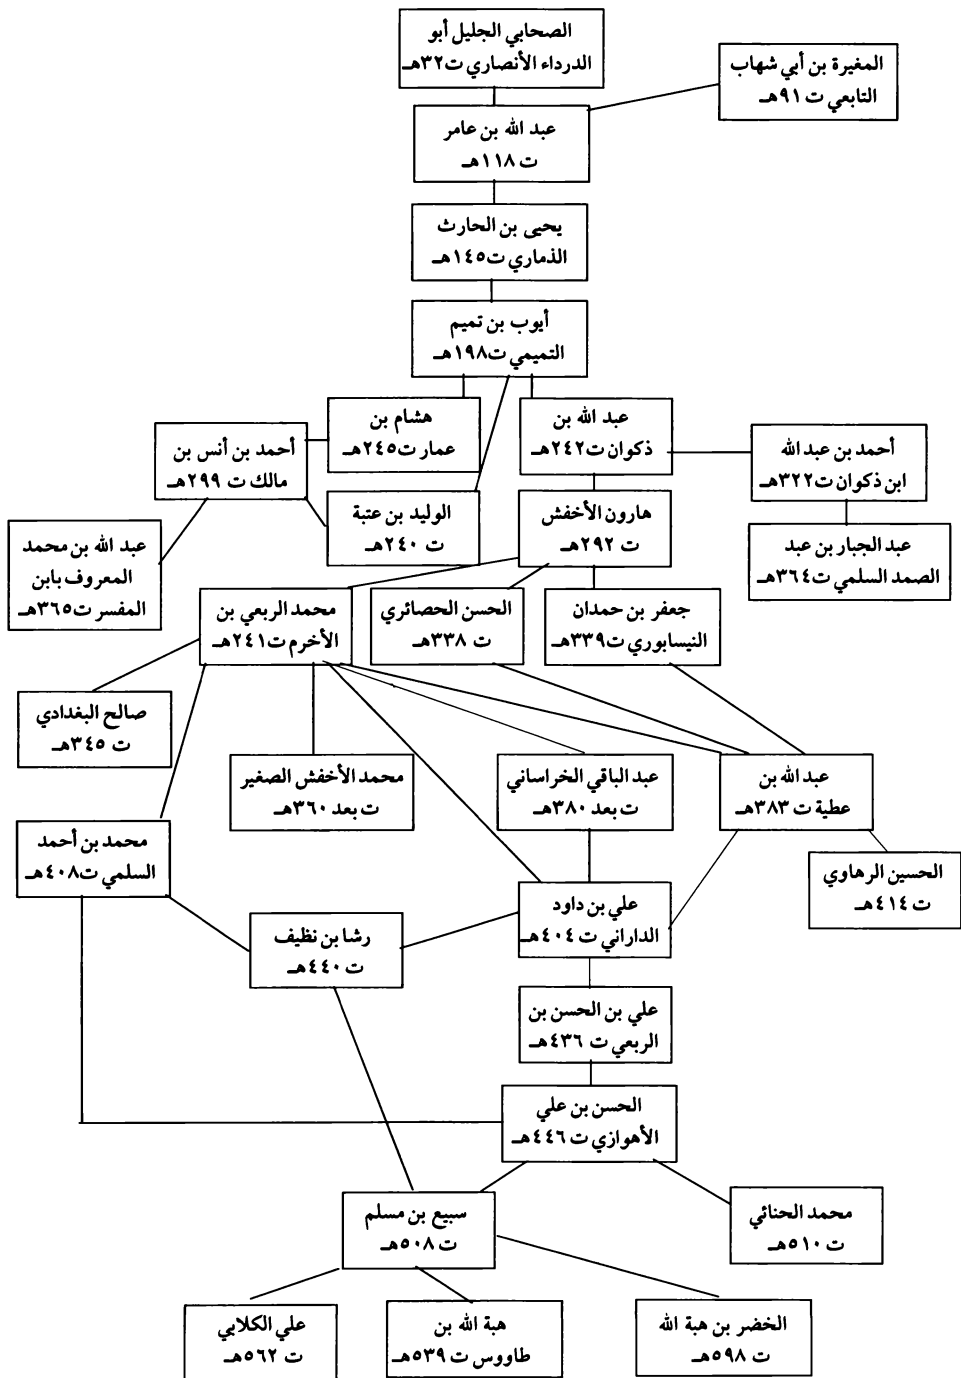 الصحابي الجليل أبو
الدرداء الأنصاري ت٣٢هـ
المغيرة بن أبي شهاب
التابعي ت ٩١هـ
عبد الله بن عامر
ت ١١٨هـ
يحيى بن الحارث
الذماري ت١٤٥هـ
أيوب بن تميم
التميمي ت١٩٨هـ
عبد الله بن
ذكوان ت٢٤٢هـ
هشام بن
عمار ت٢٤٥هـ
أحمد بن أنس بن
مالك ت ٢٩٩هـ
أحمد بن عبد الله
ابن ذكوان ت٣٢٢هـ
هارون الأخفش
ت ٢٩٢هـ
الوليد بن عتبة
ت ٢٤٠هـ
عبد الجبار بن عبد
الصمد السلمي ت٣٦٤هـ
عبد الله بن محمد
المعروف بابن
المفسر ت٣٦٥هـ
جعفر بن حمدان
النيسابوري ت٣٣٩هـ
الحسن الحصائري
ت ٣٣٨هـ
محمد الربعي بن
الأخرم ت٢٤١هـ
صالح البغدادي
ت ٣٤٥هـ
عبد الله بن
عطية ت ٣٨٣هـ
عبد الباقي الخراساني
ت بعد ٣٨٠هـ
محمد الأخفش الصغير
ت بعد ٣٦٠هـ
محمد بن أحمد
السلمي ت٤٠٨هـ
الحسين الرهاوي
ت ٤١٤هـ
علي بن داود
الداراني ت ٤٠٤هـ
رشا بن نظيف
ت ٤٤٠هـ
علي بن الحسن بن
الربعي ت ٤٣٦هـ
الحسن بن علي
الأهوازي ت ٤٤٦هـ
محمد الحنائي
ت ٥١٠هـ
سبيع بن مسلم
ت ٥٠٨هـ
الخضر بن هبة الله
ت ٥٩٨هـ
هبة الله بن
طاووس ت ٥٣٩هـ
علي الكلابي
ت ٥٦٢هـ